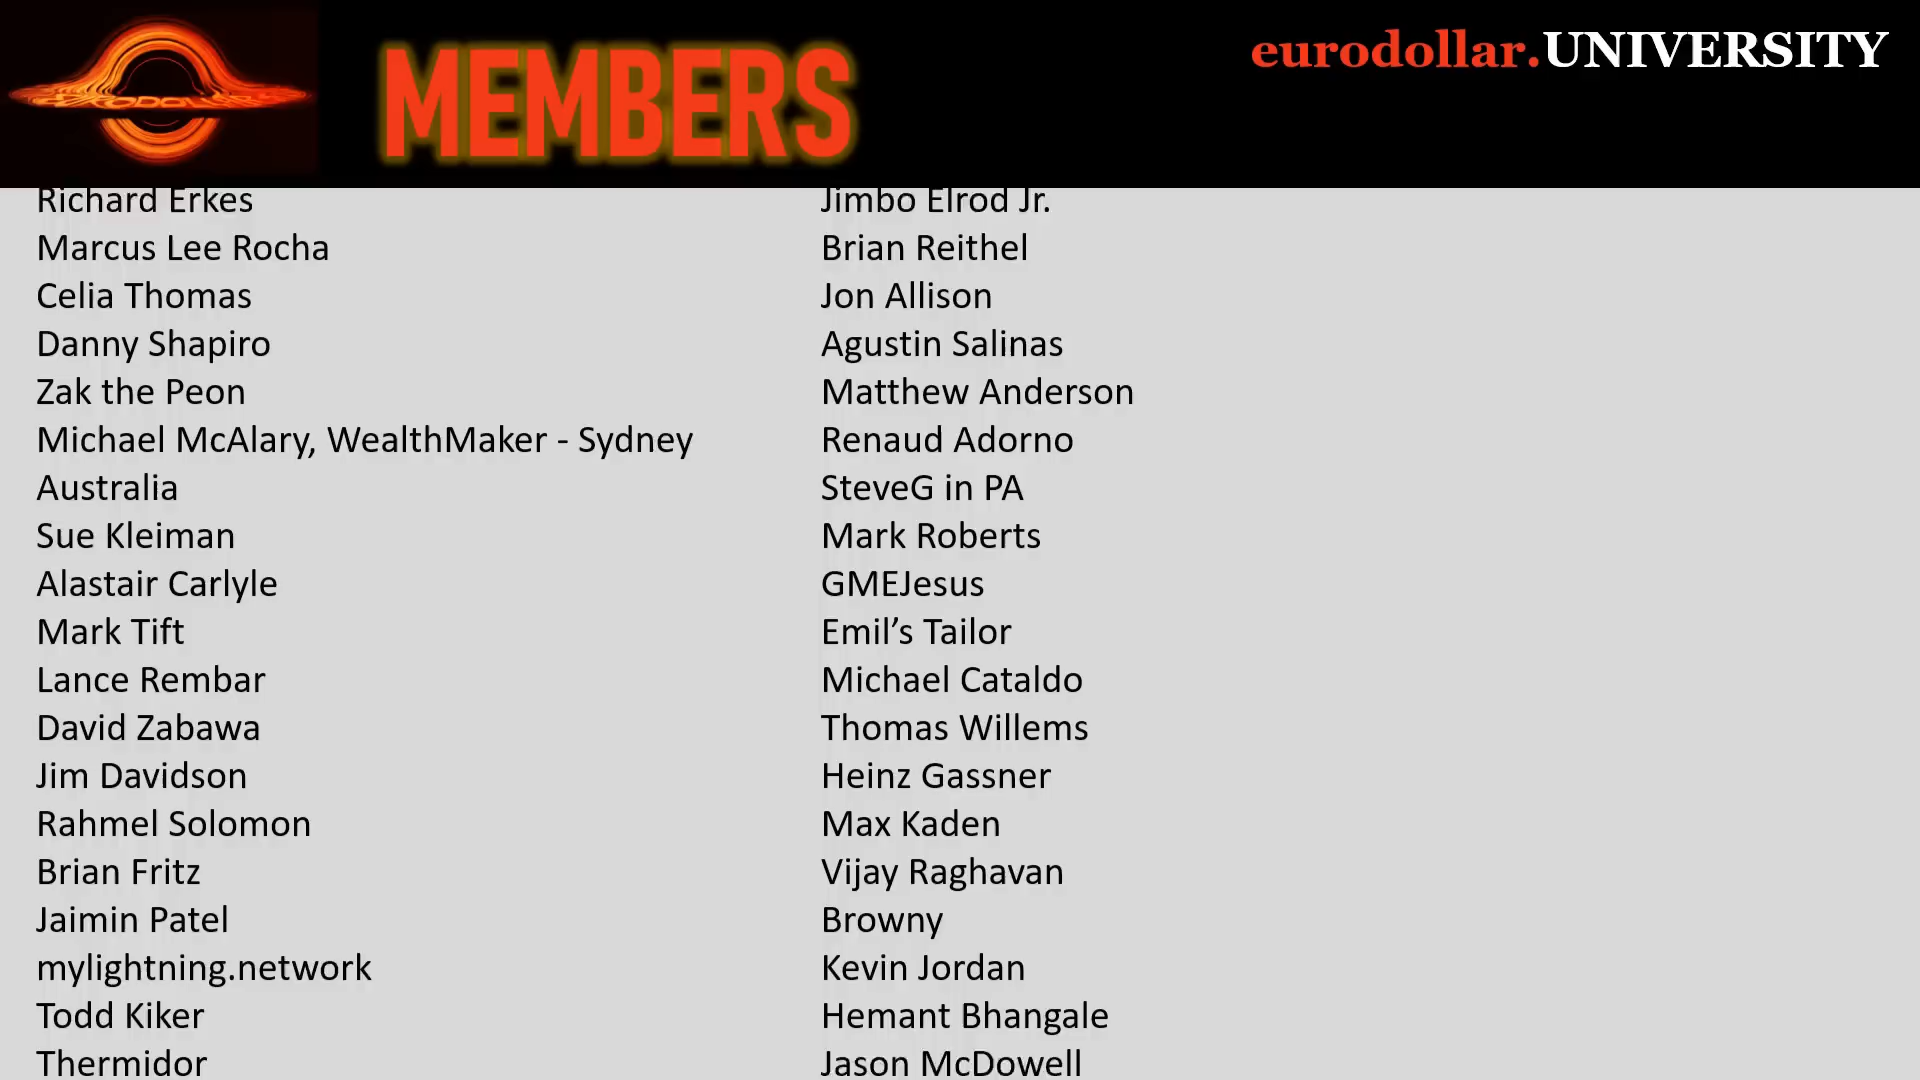 EURODOLLAR
MEMBERS
eurodollar.UNIVERSITY
Richard Erkes
Marcus Lee Rocha
Celia Thomas
Danny Shapiro
Zak the Peon
Michael McAlary, WealthMaker - Sydney
Australia
Sue Kleiman
Alastair Carlyle
Mark Tift
Lance Rembar
David Zabawa
Jim Davidson
Rahmel Solomon
Brian Fritz
Jaimin Patel
mylightning.network
Todd Kiker
Thermidor
Jimbo Elrod Jr.
Brian Reithel
Jon Allison
Agustin Salinas
Matthew Anderson
Renaud Adorno
SteveG in PA
Mark Roberts
GMEJesus
Emil’s Tailor
Michael Cataldo
Thomas Willems
Heinz Gassner
Max Kaden
Vijay Raghavan
Browny
Kevin Jordan
Hemant Bhangale
Jason McDowell